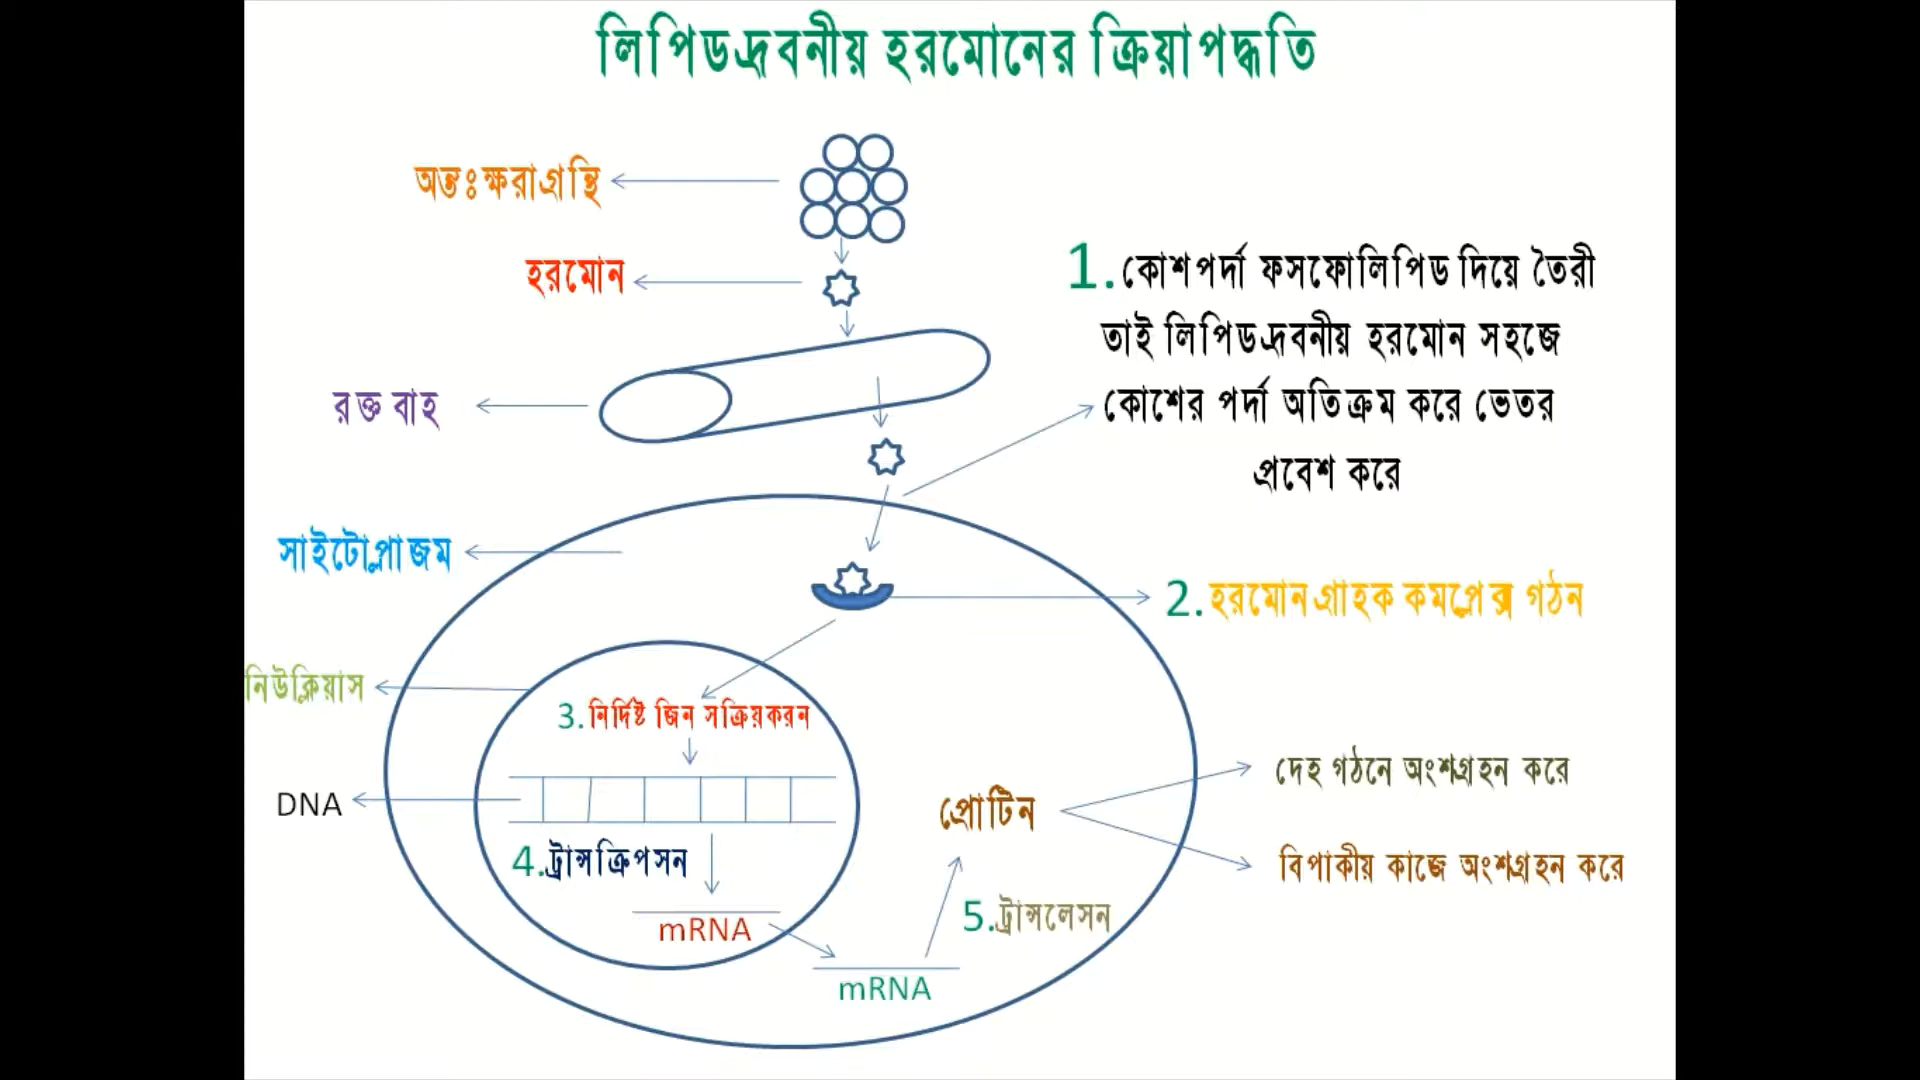 লিপিডদ্রবনীয় হরমোনের ক্রিয়াপদ্ধতি
অন্তঃক্ষরাগ্রন্থি
হরমোন
1.কোশপর্দা ফসফোলিপিড দিয়ে তৈরী
তাই লিপিডদ্রবনীয় হরমোন সহজে
কোশের পর্দা অতিক্রম করে ভেতর
প্রবেশ করে
রক্ত বাহ
সাইটোপ্লাজম
2.হরমোনগ্রাহক কমপ্লেক্স গঠন
নিউক্লিয়াস
3.নির্দিষ্ট জিন সক্রিয়করন
DNA
4.ট্রান্সক্রিপসন
mRNA
mRNA
5.ট্রান্সলেসন
প্রোটিন
দেহ গঠনে অংশগ্রহন করে
বিপাকীয় কাজে অংশগ্রহন করে